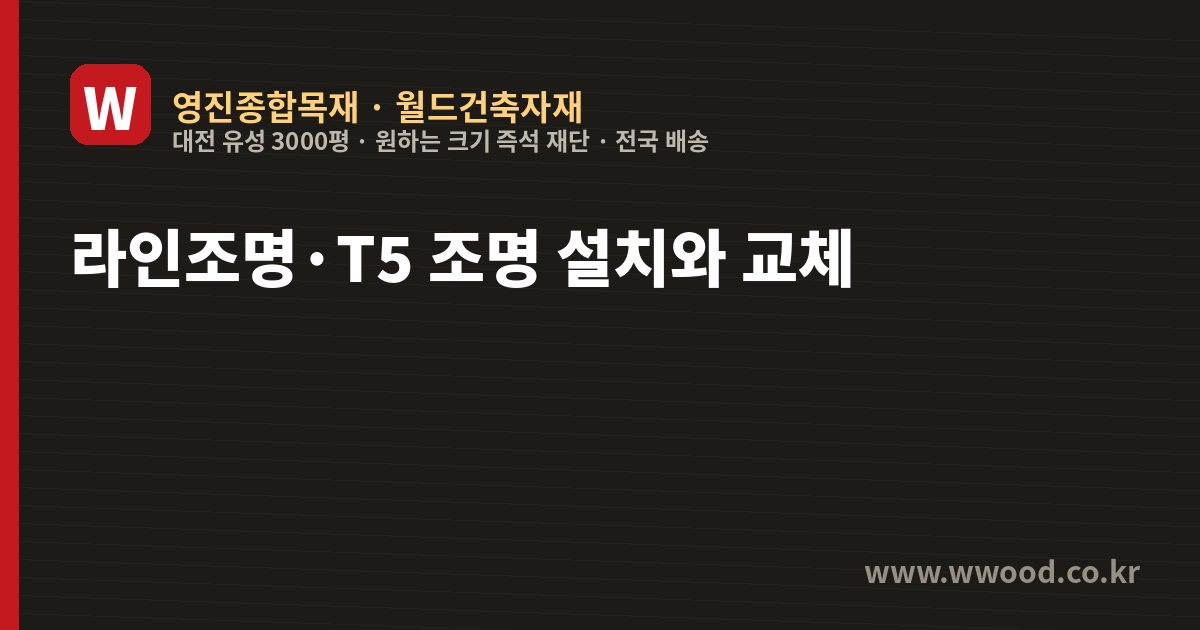 W
영진종합목재 · 월드건축자재
대전 유성 3000평 · 원하는 크기 즉석 재단 · 전국 배송
라인조명·T5 조명 설치와 교체
www.wwood.co.kr